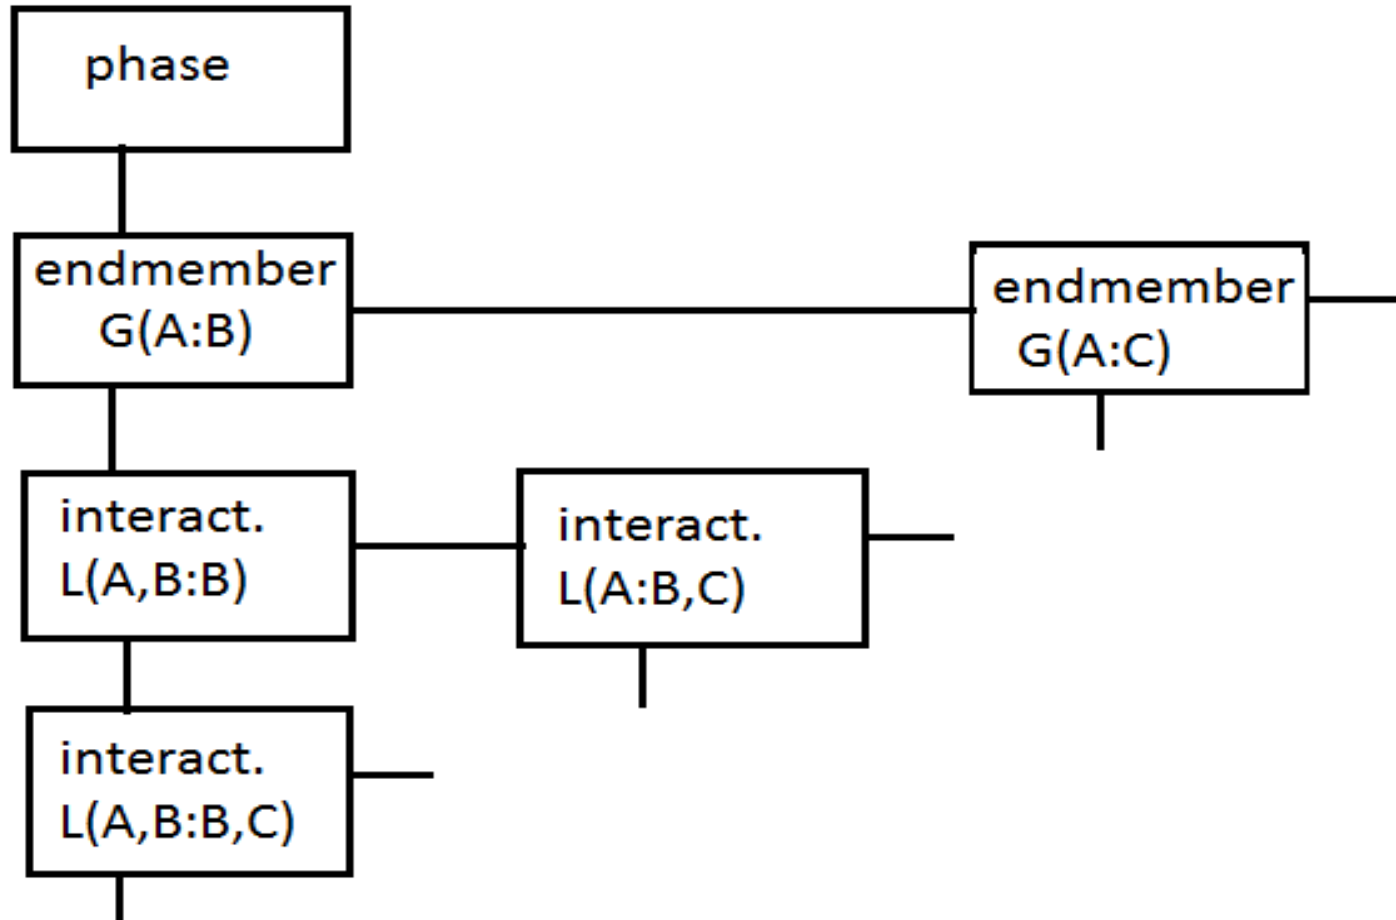 phase
endmember
G(A:B)
endmember
G(A:C)
interact.
L(A,B:B)
interact.
L(A:B,C)
interact.
L(A,B:B,C)